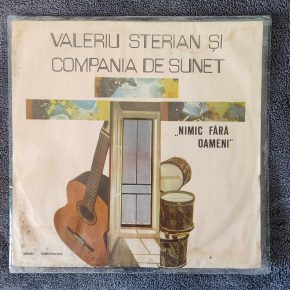 VALERIU STERIAN ȘI
COMPANIA DE SUNET
„NIMIC FĂRĂ
OAMENI"